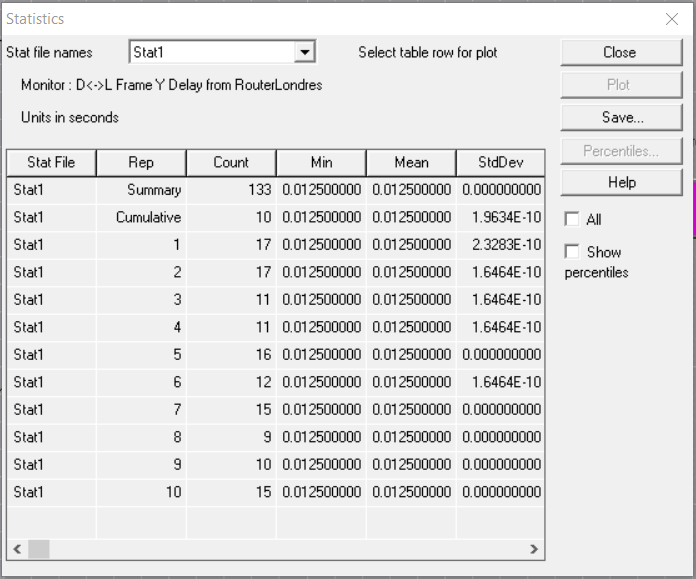 Statistics
Stat file names Stat1 Select table row for plot Close
Monitor : D<->L Frame Y Delay from RouterLondres Plot
Units in seconds Save...
Percentiles...
Help
All
Show percentiles
Stat File Rep Count Min Mean StdDev
Stat1 Summary 133 0.012500000 0.012500000 0.000000000
Stat1 Cumulative 10 0.012500000 0.012500000 1.9634E-10
Stat1 1 17 0.012500000 0.012500000 2.3283E-10
Stat1 2 17 0.012500000 0.012500000 1.6464E-10
Stat1 3 11 0.012500000 0.012500000 1.6464E-10
Stat1 4 11 0.012500000 0.012500000 1.6464E-10
Stat1 5 16 0.012500000 0.012500000 0.000000000
Stat1 6 12 0.012500000 0.012500000 1.6464E-10
Stat1 7 15 0.012500000 0.012500000 0.000000000
Stat1 8 9 0.012500000 0.012500000 0.000000000
Stat1 9 10 0.012500000 0.012500000 0.000000000
Stat1 10 15 0.012500000 0.012500000 0.000000000